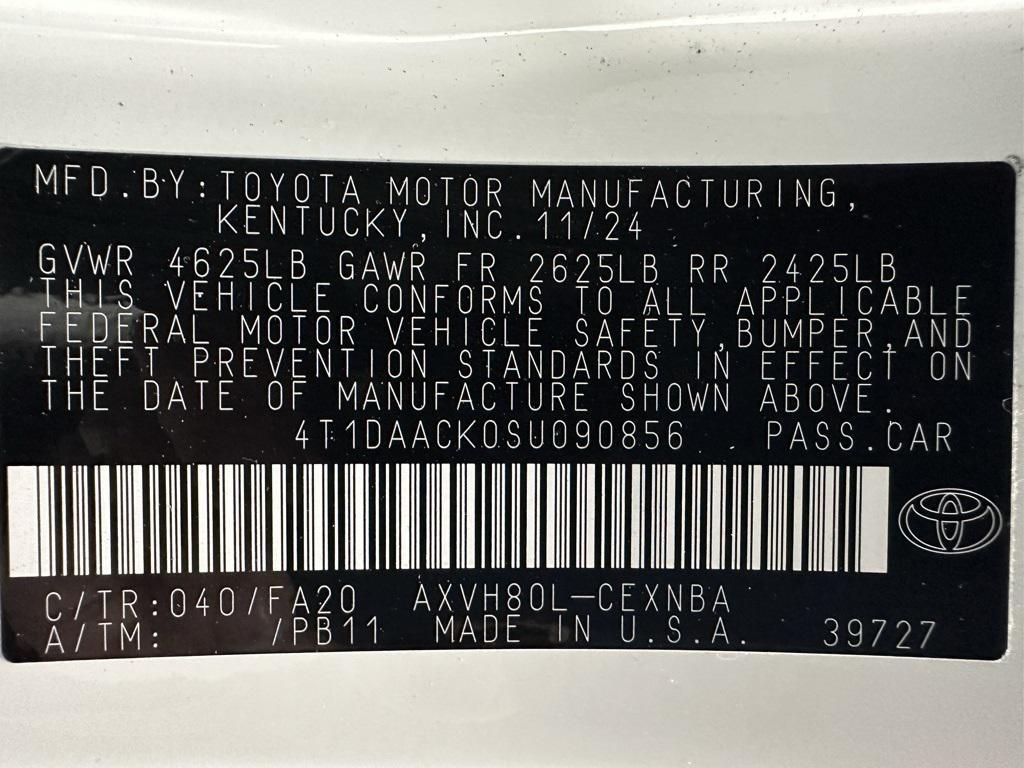 MFD.BY:TOYOTA MOTOR MANUFACTURING,
KENTUCKY,INC.11/24
GVWR 4625LB GAWR FR 2625LB RR 2425LB
THIS VEHICLE CONFORMS TO ALL APPLICABLE
FEDERAL MOTOR VEHICLE SAFETY,BUMPER,AND
THEFT PREVENTION STANDARDS IN EFFECT ON
THE DATE OF MANUFACTURE SHOWN ABOVE.
4T1DAACK0SU090856 PASS.CAR
C/TR:040/FA20 AXVH80L-CEXNBA
A/TM: /PB11 MADE IN U.S.A. 39727